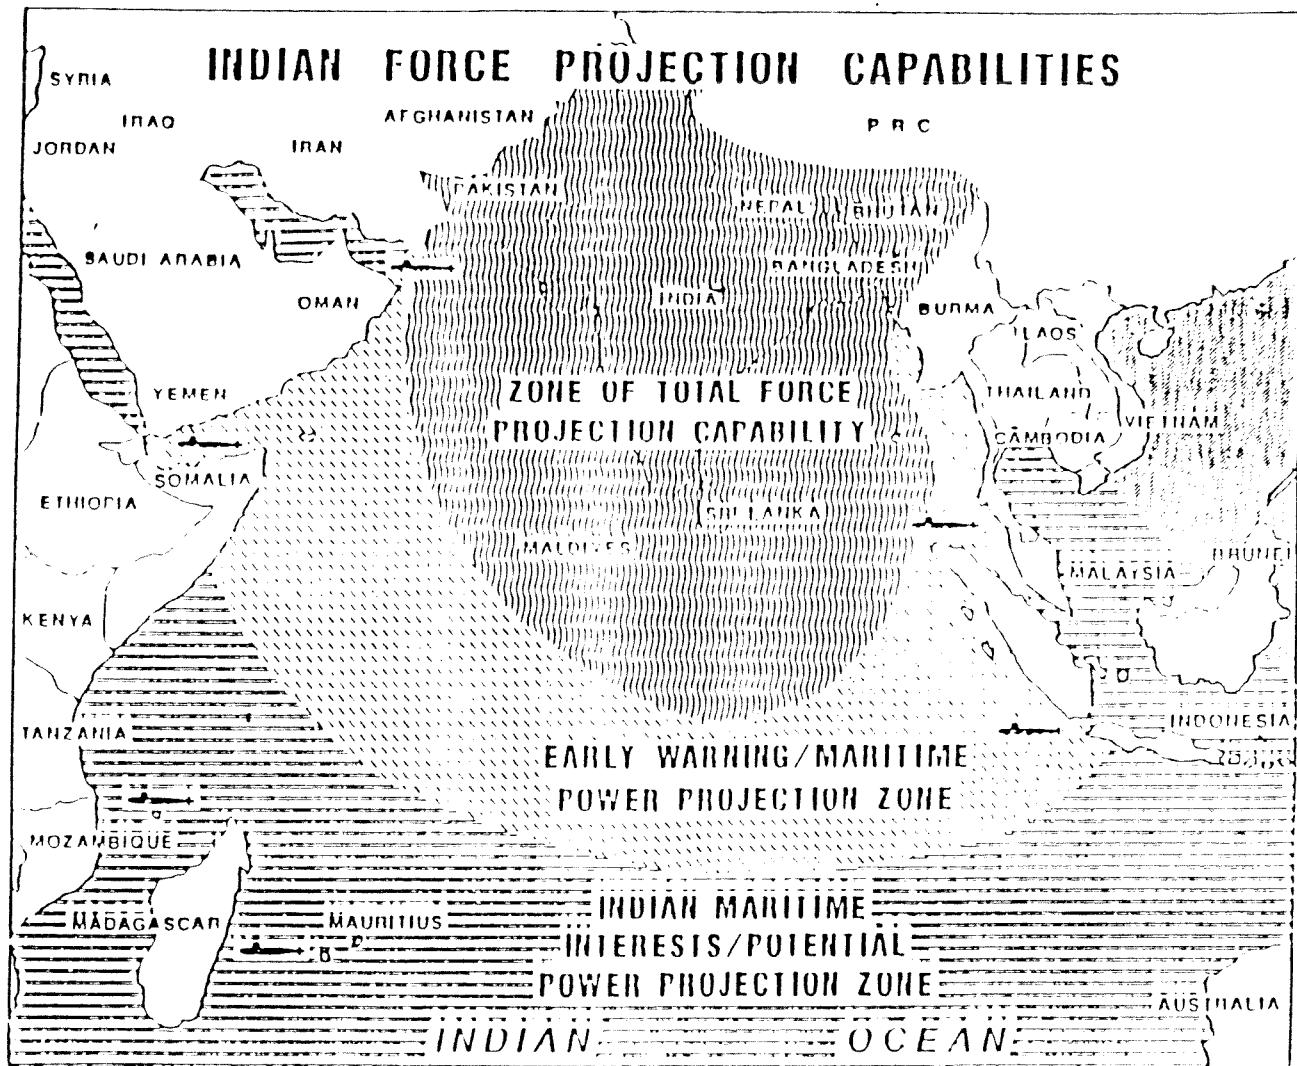 INDIAN FORCE PROJECTION CAPABILITIES
SYRIA
IRAQ
AFGHANISTAN
PRC
JORDAN
IRAN
PAKISTAN
NEPAL
BHUTAN
SAUDI ARABIA
BANGLADESH
OMAN
INDIA
BURMA
LAOS
YEMEN
ZONE OF TOTAL FORCE
PROJECTION CAPABILITY
THAILAND
VIETNAM
CAMBODIA
SOMALIA
ETHIOPIA
SRI LANKA
MALDIVES
BRUNEI
MALAYSIA
KENYA
TANZANIA
INDONESIA
EARLY WARNING/MARITIME
POWER PROJECTION ZONE
MOZAMBIQUE
MADAGASCAR
MAURITIUS
INDIAN MARITIME
INTERESTS/POTENTIAL
POWER PROJECTION ZONE
AUSTRALIA
INDIAN OCEAN